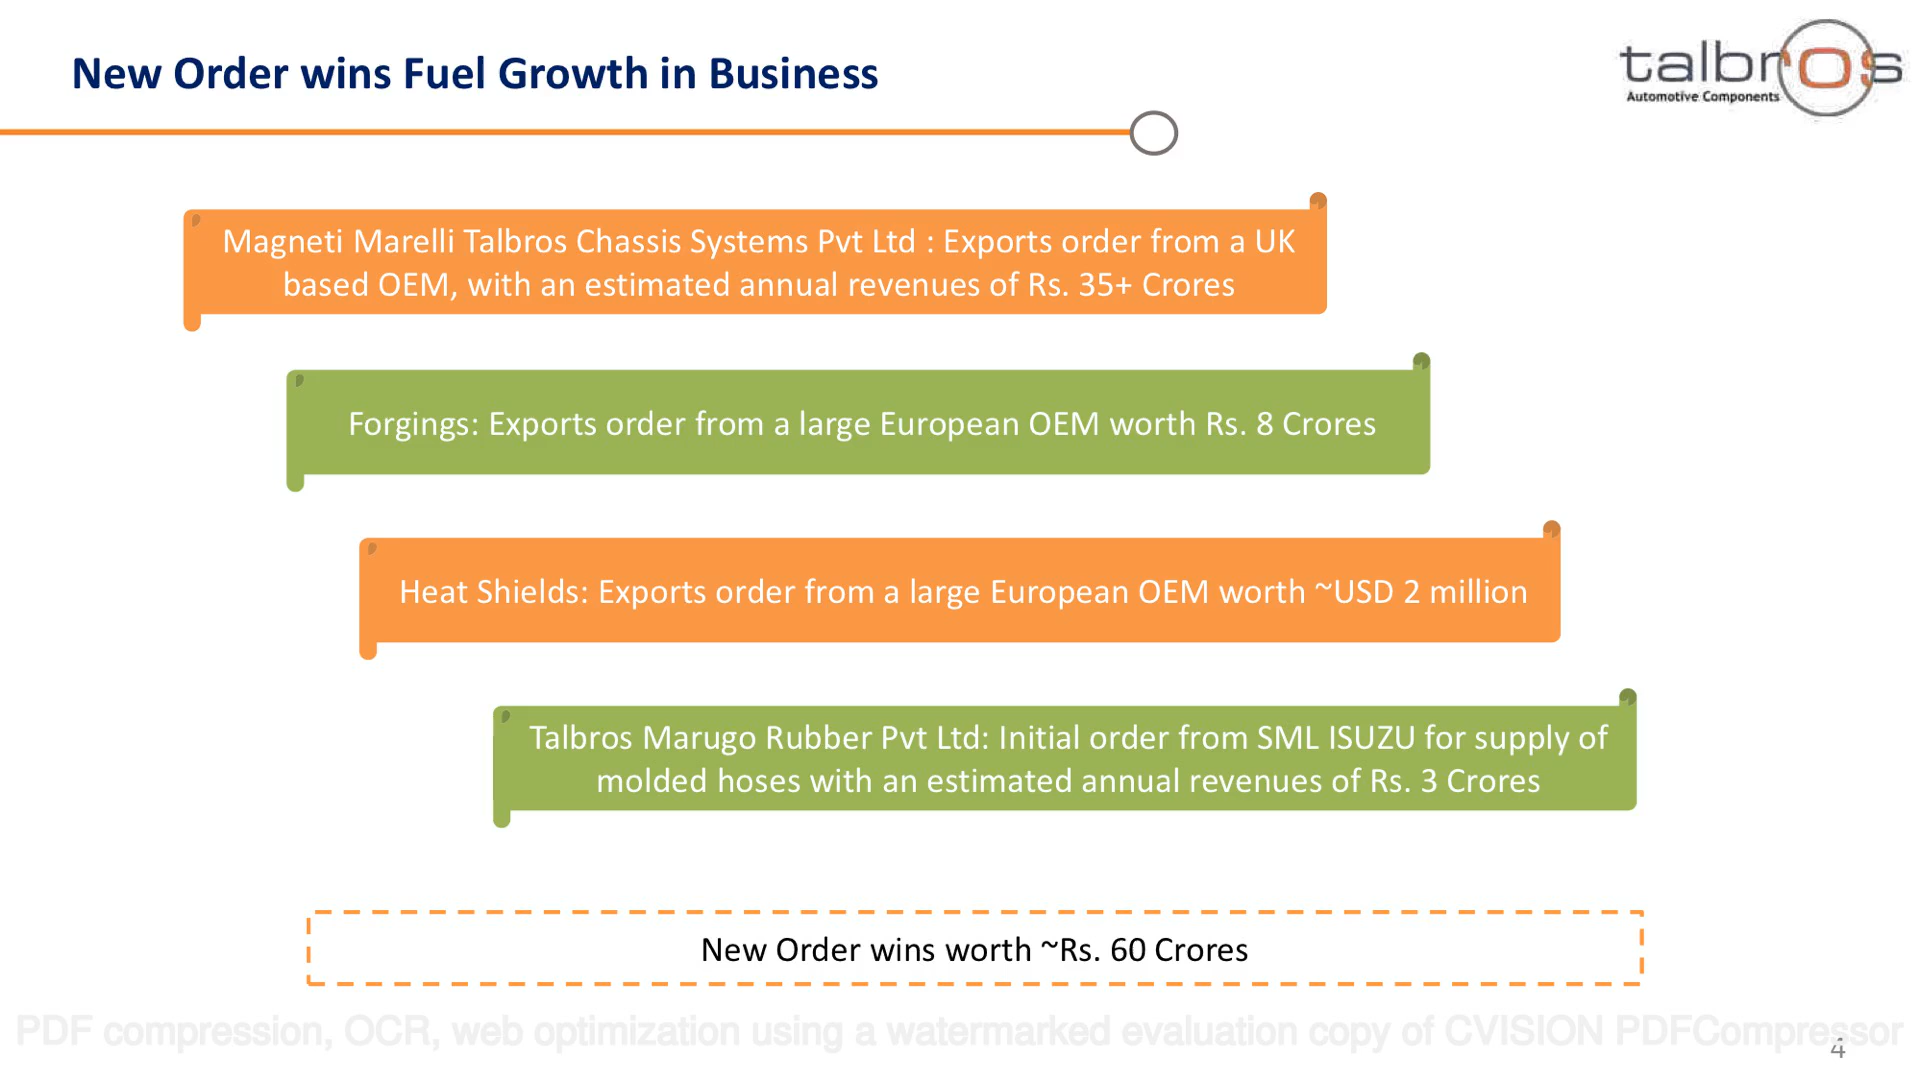 New Order wins Fuel Growth in Business
talbros
Automotive Components
Magneti Marelli Talbros Chassis Systems Pvt Ltd : Exports order from a UK
based OEM, with an estimated annual revenues of Rs. 35+ Crores
Forgings: Exports order from a large European OEM worth Rs. 8 Crores
Heat Shields: Exports order from a large European OEM worth ~USD 2 million
Talbros Marugo Rubber Pvt Ltd: Initial order from SML ISUZU for supply of
molded hoses with an estimated annual revenues of Rs. 3 Crores
New Order wins worth ~Rs. 60 Crores
PDF compression, OCR, web optimization using a watermarked evaluation copy of CVISION PDFCompressor
4